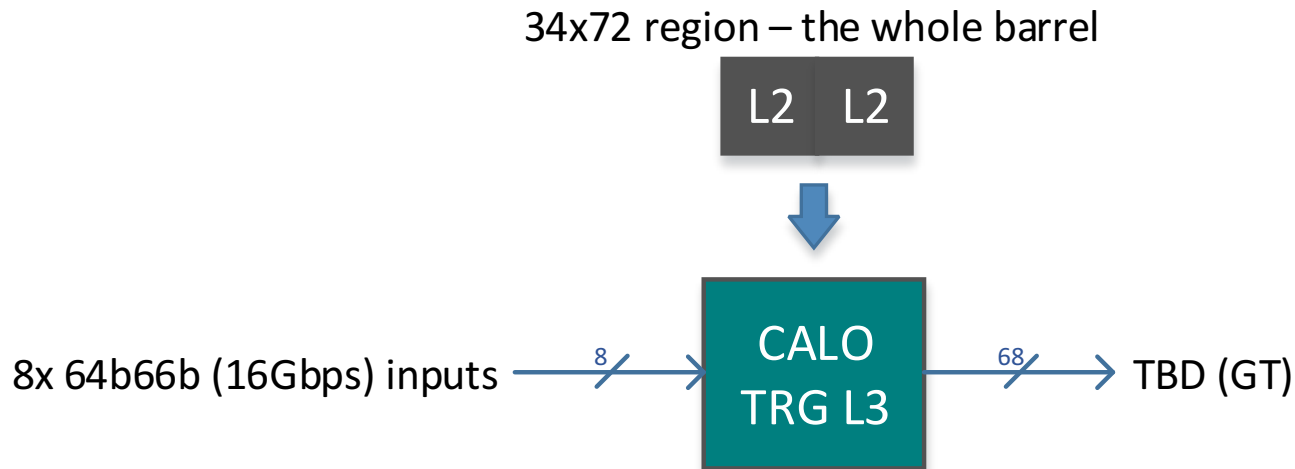 34x72 region – the whole barrel
L2 L2
8x 64b66b (16Gbps) inputs
8
CALO
TRG L3
68
TBD (GT)